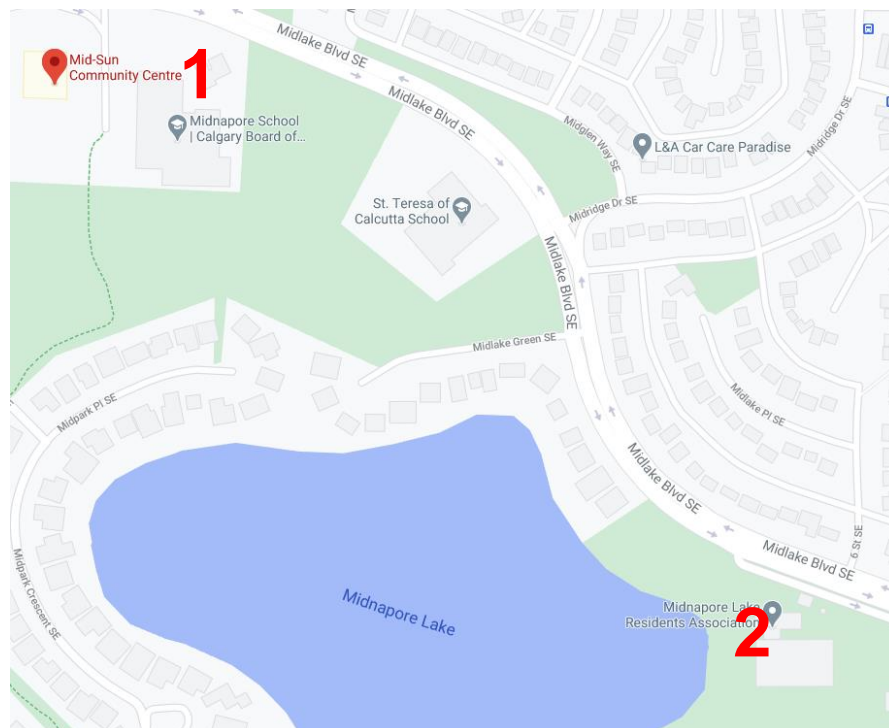 Midlake Blvd SE
1
Mid-Sun
Community Centre
Midlake Blvd SE
Midnapore School
| Calgary Board of...
Midglen Way SE
L&A Car Care Paradise
Midridge Dr SE
St. Teresa of
Calcutta School
Midridge Dr SE
Midlake Blvd SE
Midlake Green SE
Midpark Pl SE
Midlake Pl SE
Midlake Blvd SE
6 St SE
Midlake Blvd SE
Midpark Crescent SE
Midnapore Lake
Midnapore Lake
Residents Association
2